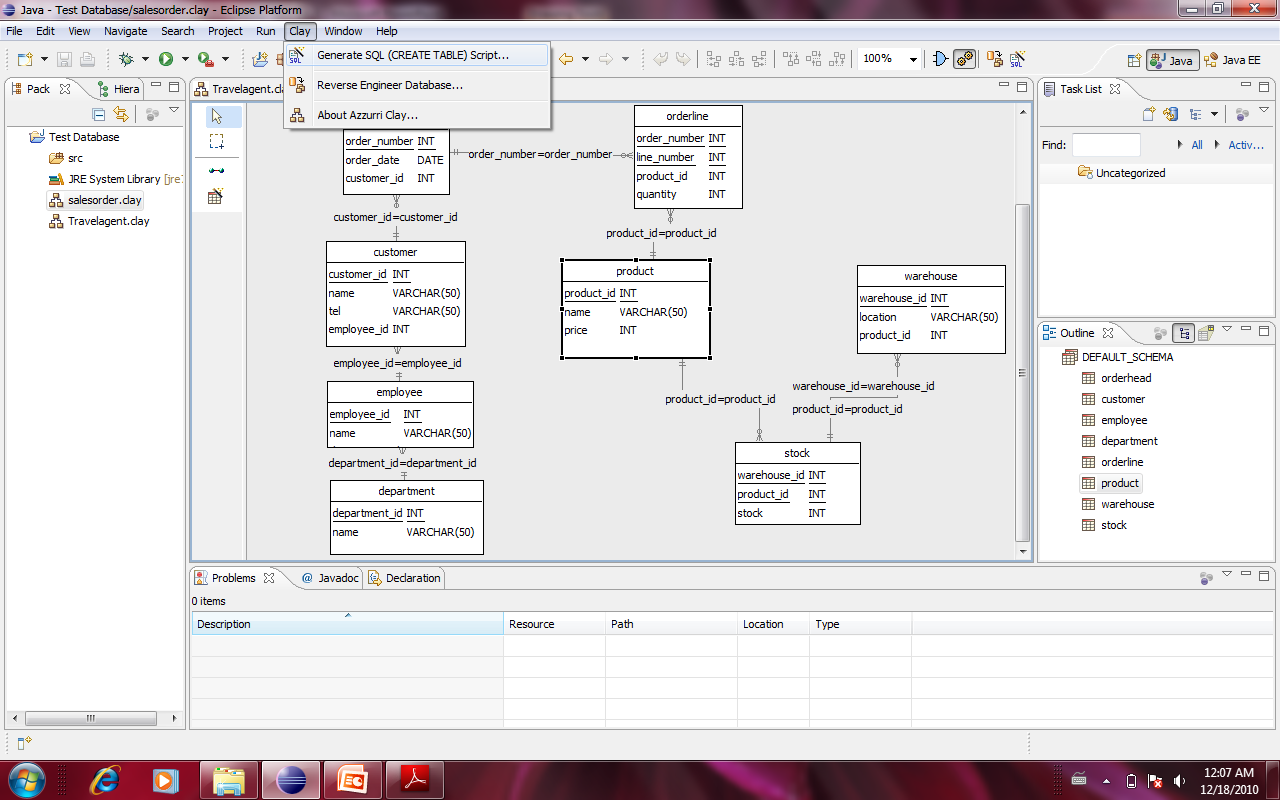 Java - Test Database/salesorder.clay - Eclipse Platform
File Edit View Navigate Search Project Run Clay Window Help
Generate SQL (CREATE TABLE) Script...
Reverse Engineer Database...
About Azzurri Clay...
100%
Java
Java EE
Pack
Hiera
Test Database
src
JRE System Library [jre
salesorder.clay
Travelagent.clay
Travelagent.cl
order_number INT
order_date DATE
customer_id INT
order_number=order_number
orderline
order_number INT
line_number INT
product_id INT
quantity INT
customer_id=customer_id
product_id=product_id
customer
customer_id INT
name VARCHAR(50)
tel VARCHAR(50)
employee_id INT
product
product_id INT
name VARCHAR(50)
price INT
warehouse
warehouse_id INT
location VARCHAR(50)
product_id INT
employee_id=employee_id
employee
employee_id INT
name VARCHAR(50)
product_id=product_id
warehouse_id=warehouse_id
product_id=product_id
department_id=department_id
department
department_id INT
name VARCHAR(50)
stock
warehouse_id INT
product_id INT
stock INT
Task List
Find:
All
Activ...
Uncategorized
Outline
DEFAULT_SCHEMA
orderhead
customer
employee
department
orderline
product
warehouse
stock
Problems
@ Javadoc
Declaration
0 items
Description Resource Path Location Type
12:07 AM
12/18/2010